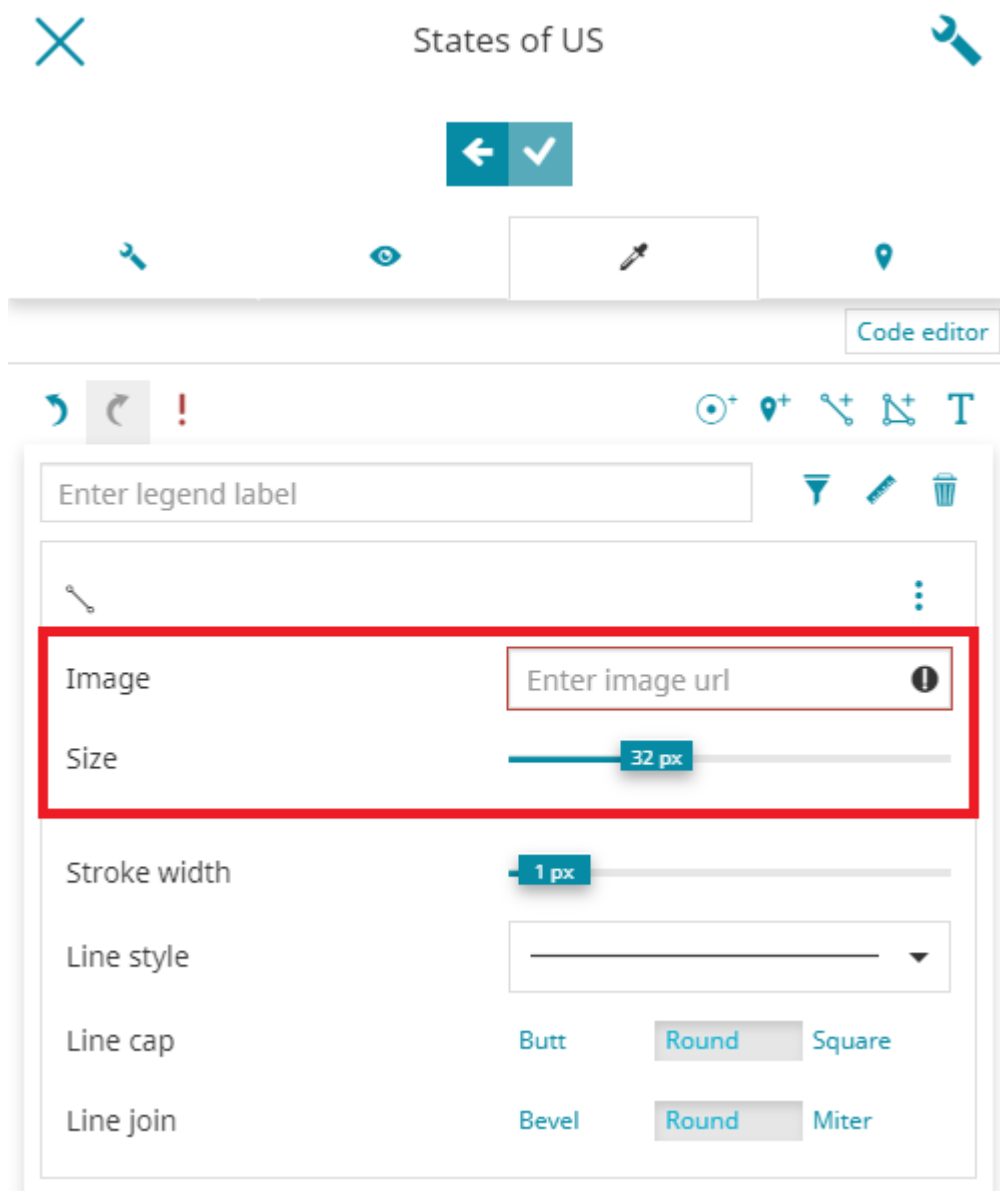 States of US
Code editor
T
Enter legend label
Image Enter image url
Size 32 px
Stroke width 1 px
Line style
Line cap Butt Round Square
Line join Bevel Round Miter